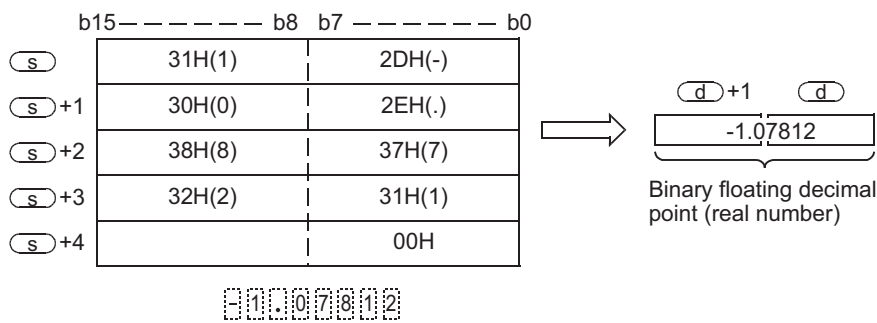 b15 — — — — — b8 b7 — — — — — b0
s 31H(1) 2DH(-)
s +1 30H(0) 2EH(.)
s +2 38H(8) 37H(7)
s +3 32H(2) 31H(1)
s +4 00H
d +1 d
-1.07812
Binary floating decimal
point (real number)
-1.07812